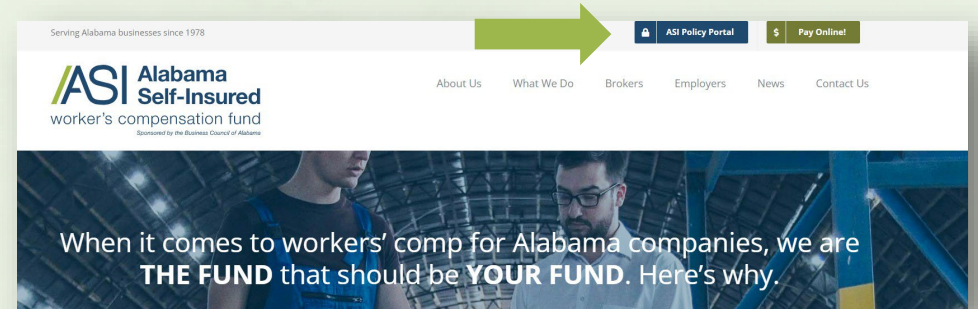 Serving Alabama businesses since 1978
ASI Policy Portal
$ Pay Online!
ASI Alabama
Self-Insured
worker's compensation fund
Sponsored by the Business Council of Alabama
About Us What We Do Brokers Employers News Contact Us
When it comes to workers' comp for Alabama companies, we are
THE FUND that should be YOUR FUND. Here's why.